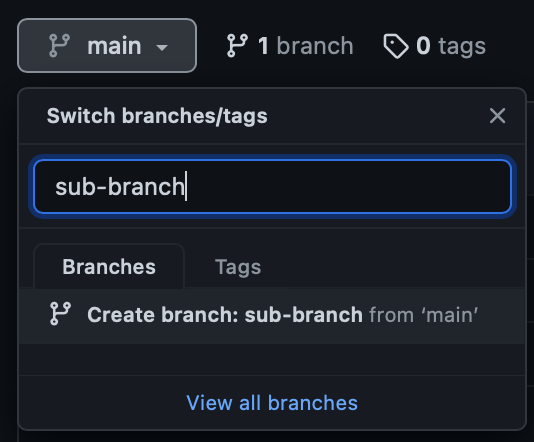 main 1 branch 0 tags
Switch branches/tags
sub-branch
Branches Tags
Create branch: sub-branch from ‘main’
View all branches